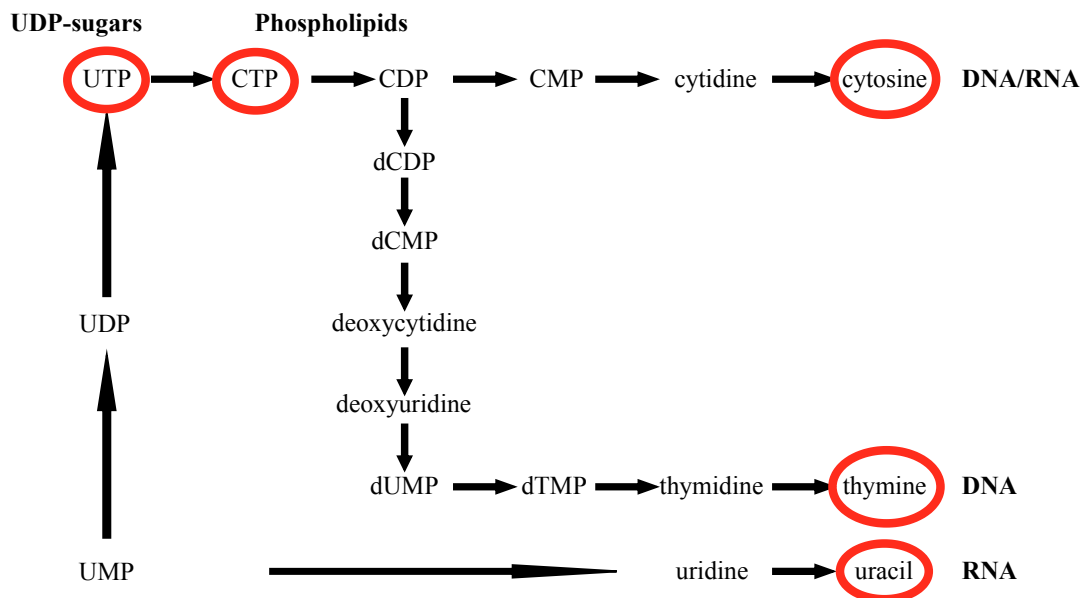 UDP-sugars Phospholipids
UTP CTP CDP CMP cytidine cytosine DNA/RNA
dCDP
dCMP
UDP deoxycytidine
deoxyuridine
dUMP dTMP thymidine thymine DNA
UMP uridine uracil RNA